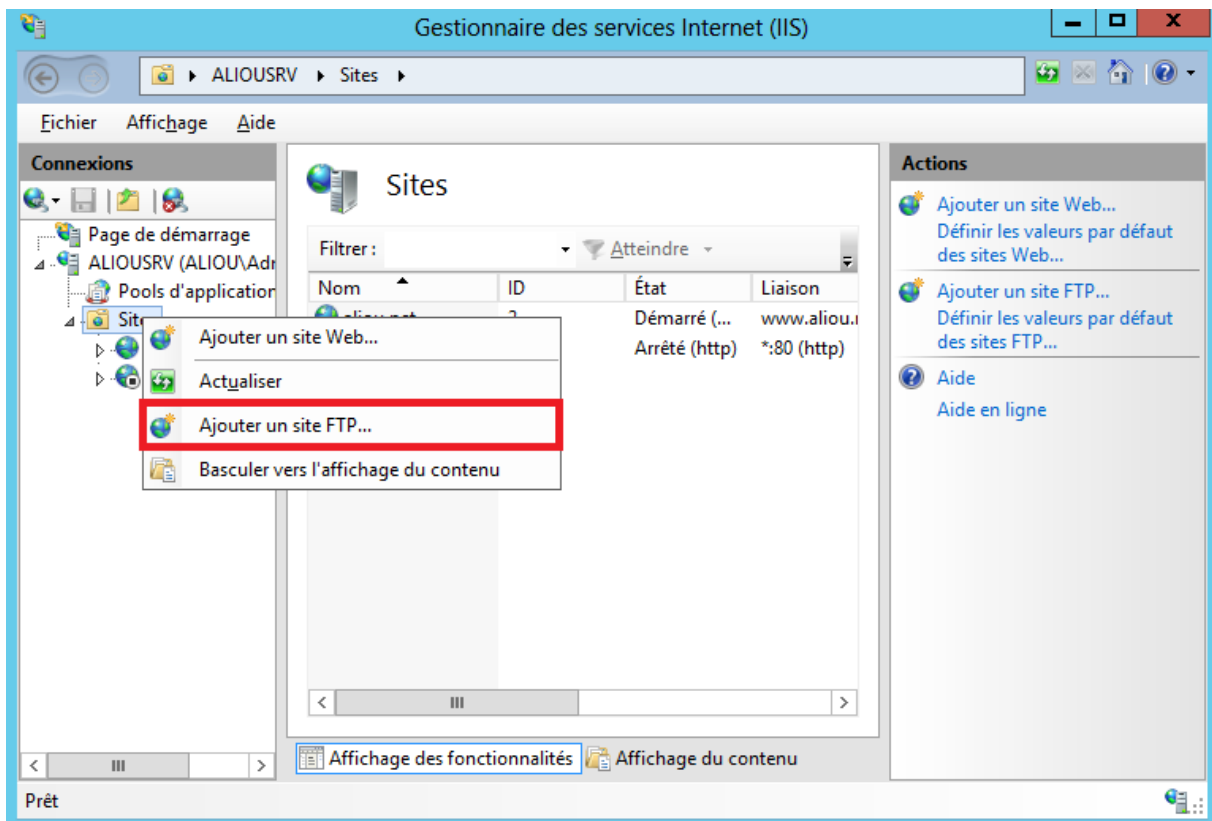 Gestionnaire des services Internet (IIS)
ALIOUSRV Sites
Fichier Affichage Aide
Connexions
Page de démarrage
ALIOUSRV (ALIOU\Adr
Pools d'application
Sites
Filtrer : Atteindre
Nom ID État Liaison
Démarré (... www.aliou.
Arrêté (http) *:80 (http)
Ajouter un site Web...
Actualiser
Ajouter un site FTP...
Basculer vers l'affichage du contenu
Affichage des fonctionnalités Affichage du contenu
Actions
Ajouter un site Web...
Définir les valeurs par défaut
des sites Web...
Ajouter un site FTP...
Définir les valeurs par défaut
des sites FTP...
Aide
Aide en ligne
Prêt